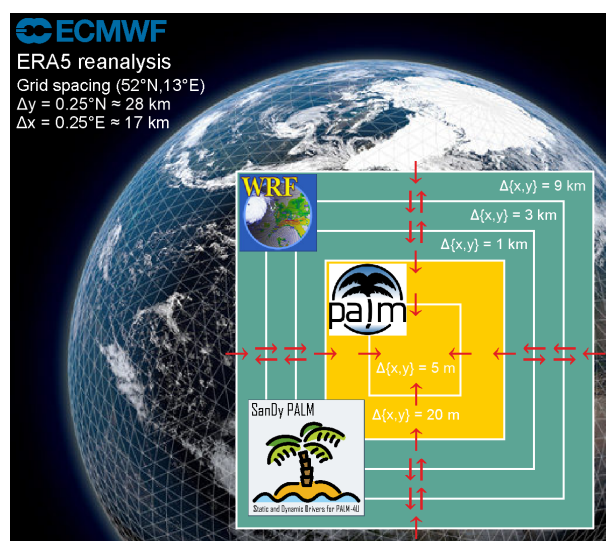 ECMWF
ERA5 reanalysis
Grid spacing (52°N,13°E)
Δy = 0.25°N ≈ 28 km
Δx = 0.25°E ≈ 17 km
WRF
Δ{x,y} = 9 km
Δ{x,y} = 3 km
Δ{x,y} = 1 km
palm
Δ{x,y} = 5 m
Δ{x,y} = 20 m
SanDy PALM
Static and Dynamic Drivers for PALM-4U